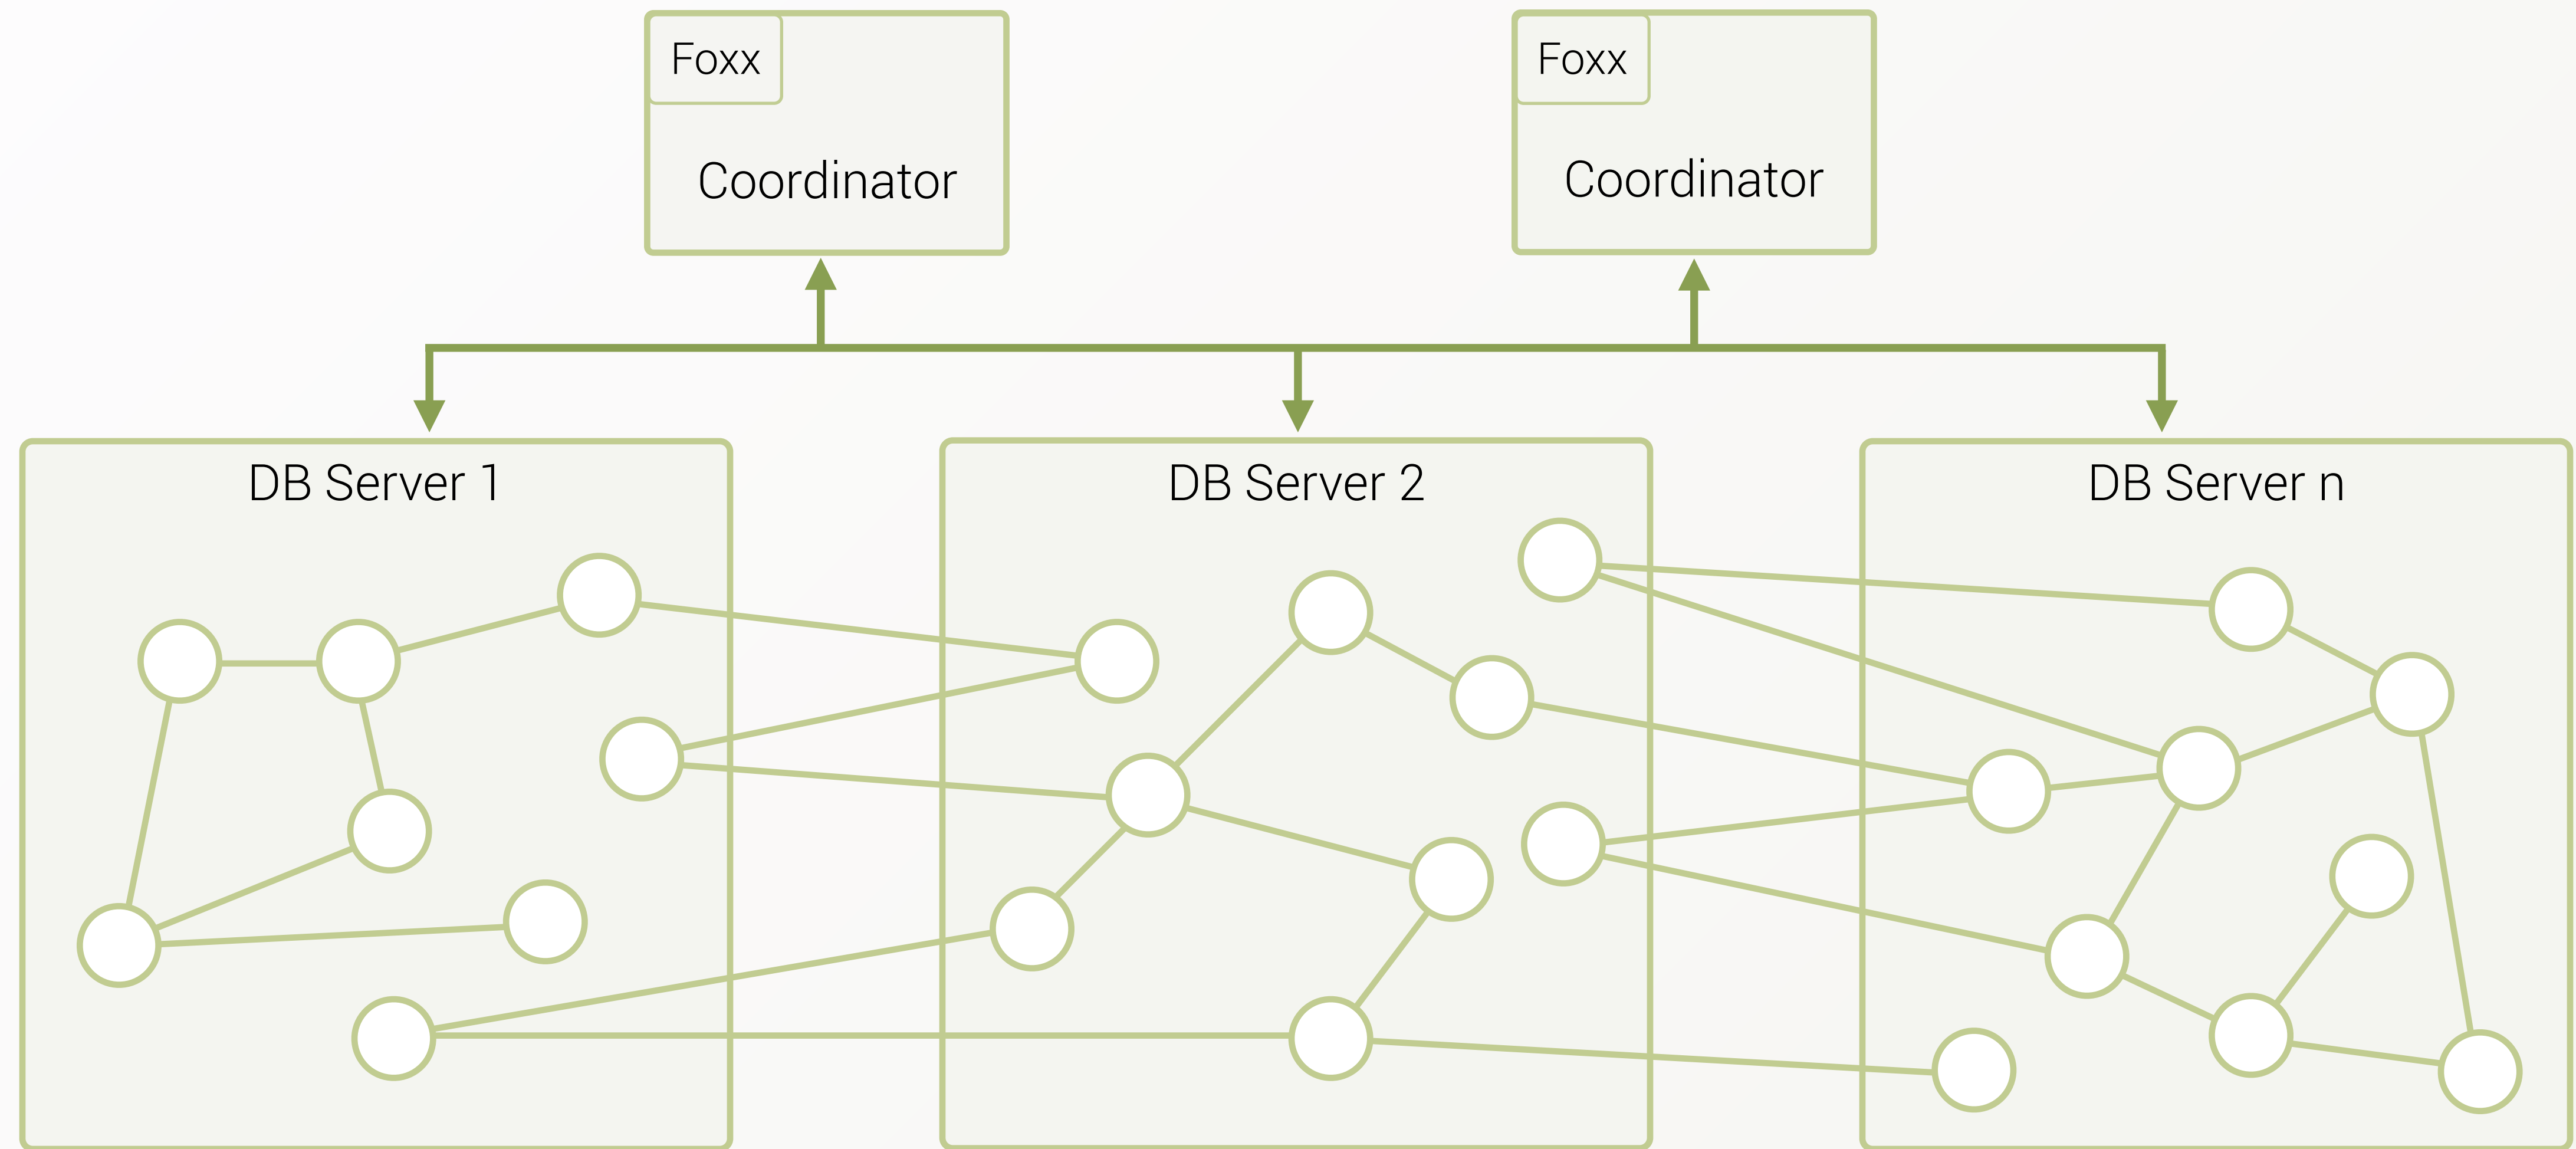 Foxx
Coordinator
Foxx
Coordinator
DB Server 1
DB Server 2
DB Server n